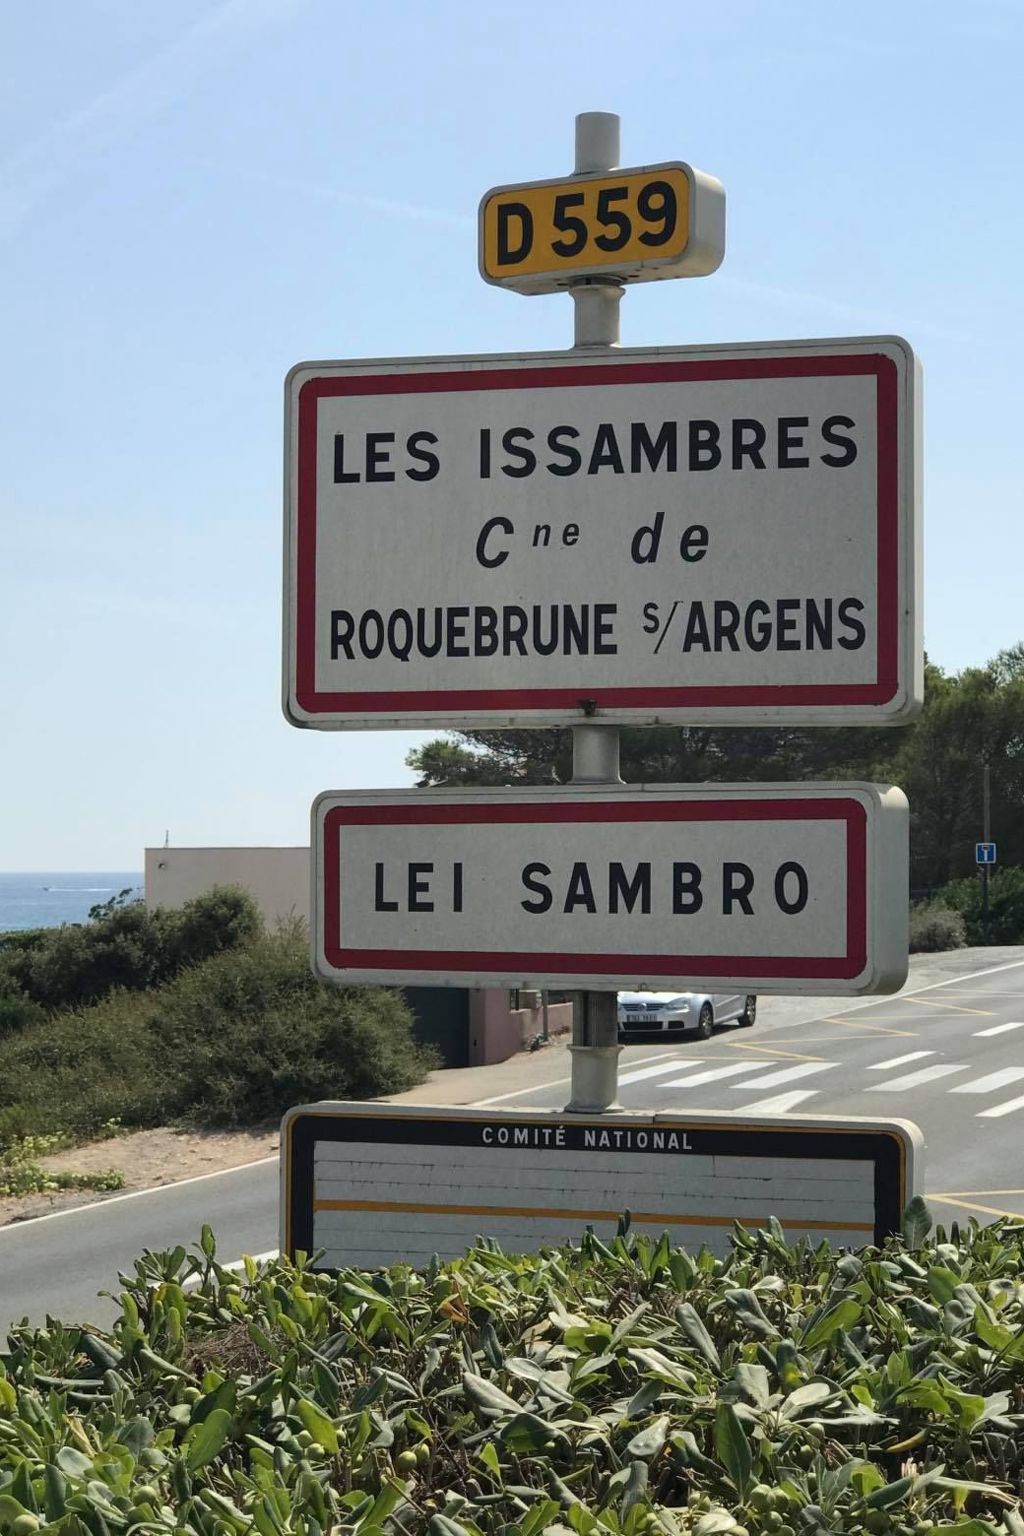 D 559
LES ISSAMBRES
Cne de
ROQUEBRUNE s/ARGENS
LEI SAMBRO
COMITÉ NATIONAL